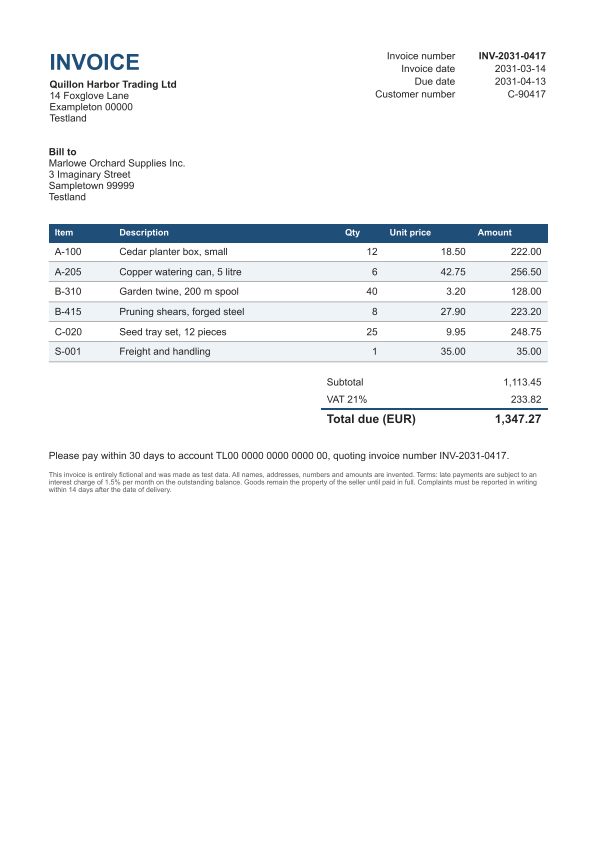 INVOICE
Quillon Harbor Trading Ltd
14 Foxglove Lane
Exampleton 00000
Testland
Invoice number INV-2031-0417
Invoice date 2031-03-14
Due date 2031-04-13
Customer number C-90417
Bill to
Marlowe Orchard Supplies Inc.
3 Imaginary Street
Sampletown 99999
Testland
Item Description Qty Unit price Amount
A-100 Cedar planter box, small 12 18.50 222.00
A-205 Copper watering can, 5 litre 6 42.75 256.50
B-310 Garden twine, 200 m spool 40 3.20 128.00
B-415 Pruning shears, forged steel 8 27.90 223.20
C-020 Seed tray set, 12 pieces 25 9.95 248.75
S-001 Freight and handling 1 35.00 35.00
Subtotal 1,113.45
VAT 21% 233.82
Total due (EUR) 1,347.27
Please pay within 30 days to account TL00 0000 0000 0000 00, quoting invoice number INV-2031-0417.
This invoice is entirely fictional and was made as test data. All names, addresses, numbers and amounts are invented. Terms: late payments are subject to an
interest charge of 1.5% per month on the outstanding balance. Goods remain the property of the seller until paid in full. Complaints must be reported in writing
within 14 days after the date of delivery.